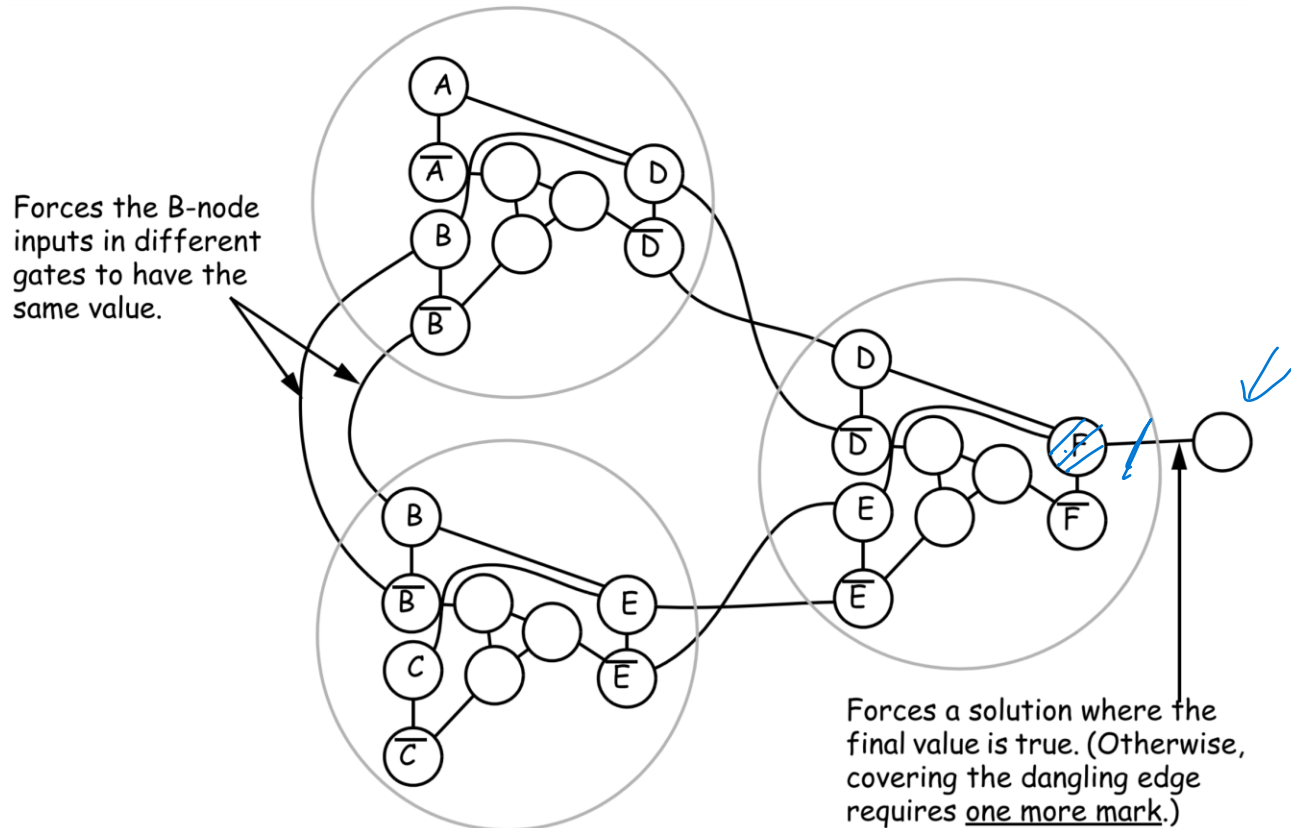 A
A̅
D
B
D̅
B̅
Forces the B-node
inputs in different
gates to have the
same value.
D
D̅
F
E
F̅
E̅
B
B̅
E
C
E̅
C̅
Forces a solution where the
final value is true. (Otherwise,
covering the dangling edge
requires one more mark.)